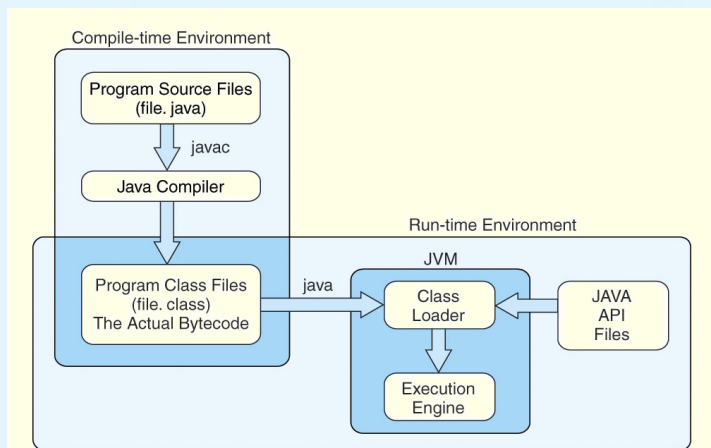 Compile-time Environment
Program Source Files
(file. java)
javac
Java Compiler
Run-time Environment
JVM
Program Class Files
(file. class)
The Actual Bytecode
java
Class
Loader
JAVA
API
Files
Execution
Engine